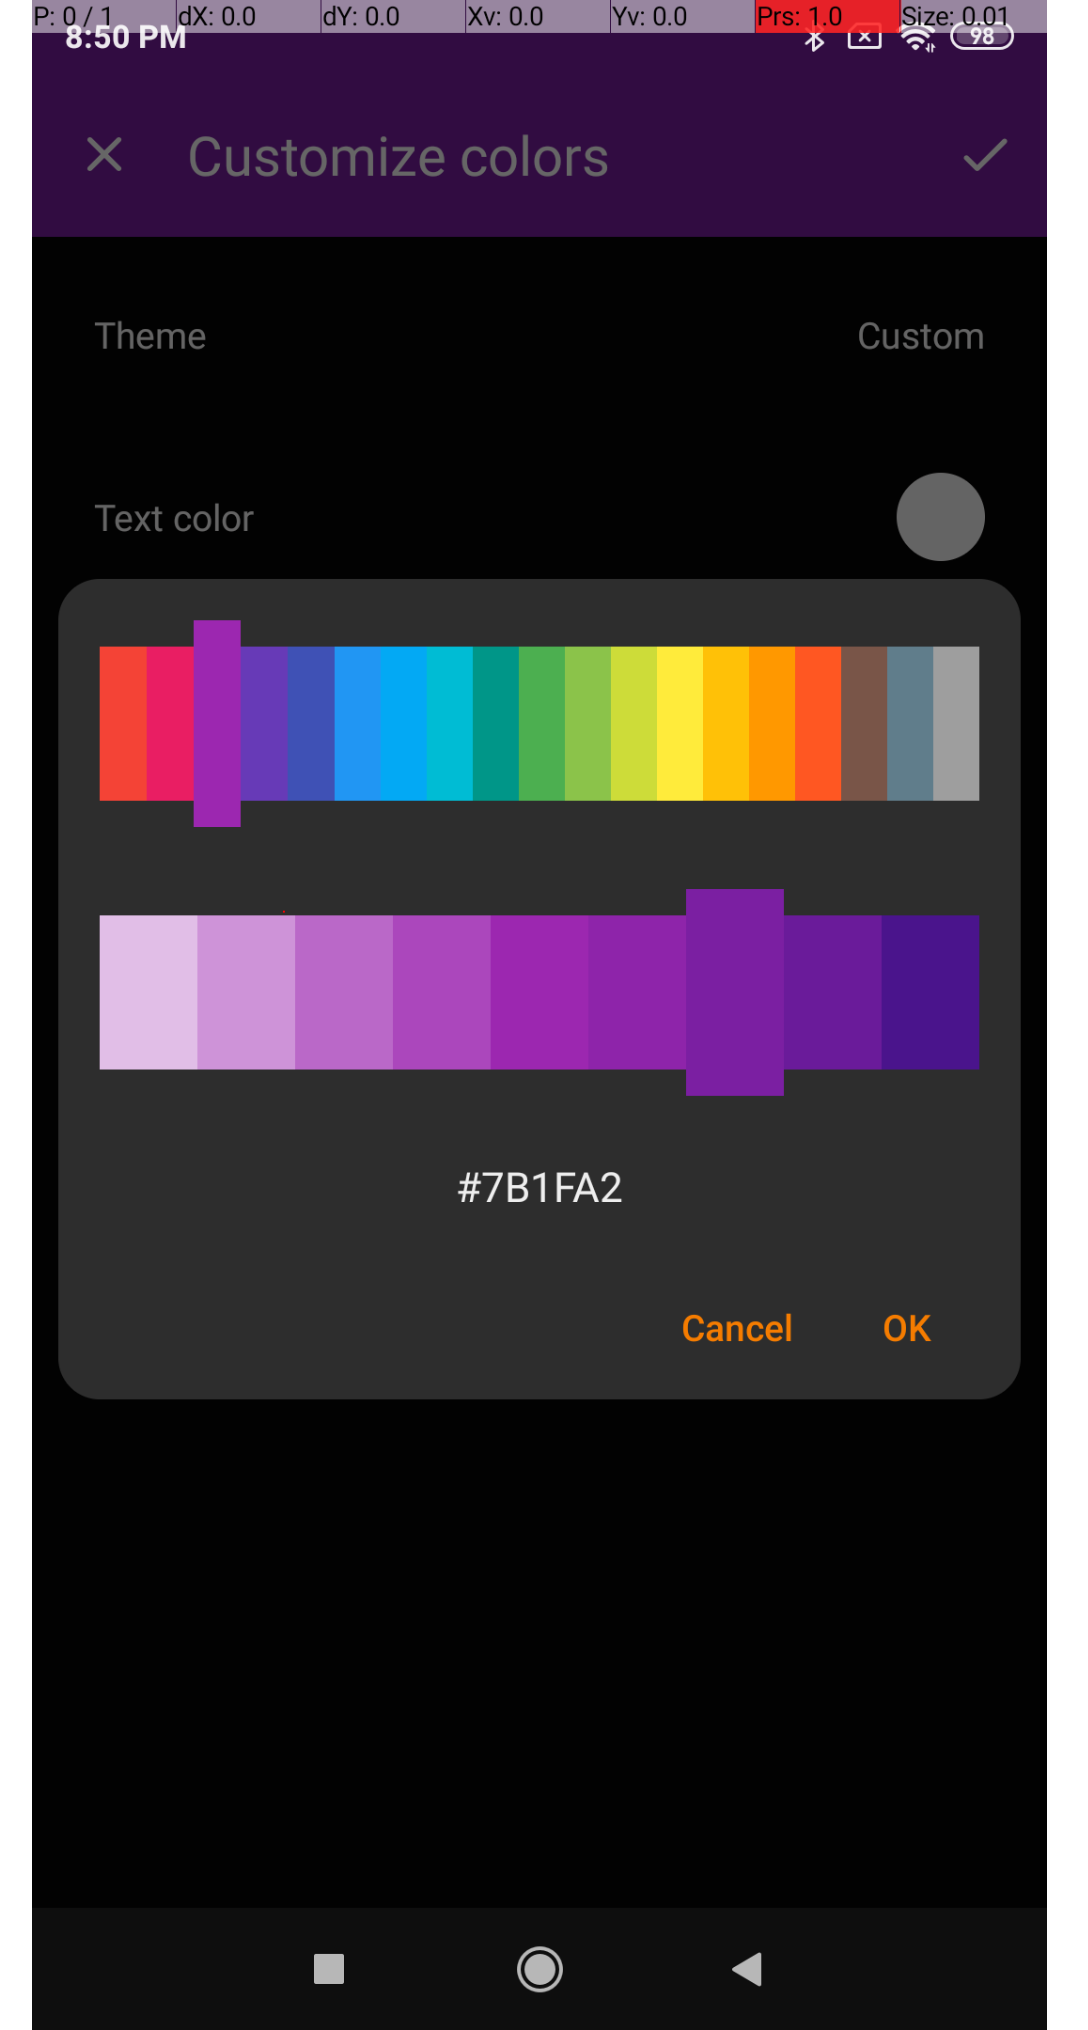 P: 0 / 1 dX: 0.0 dY: 0.0 Xv: 0.0 Yv: 0.0 Prs: 1.0 Size: 0.01
8:50 PM 98
Customize colors
Theme Custom
Text color
#7B1FA2
Cancel OK